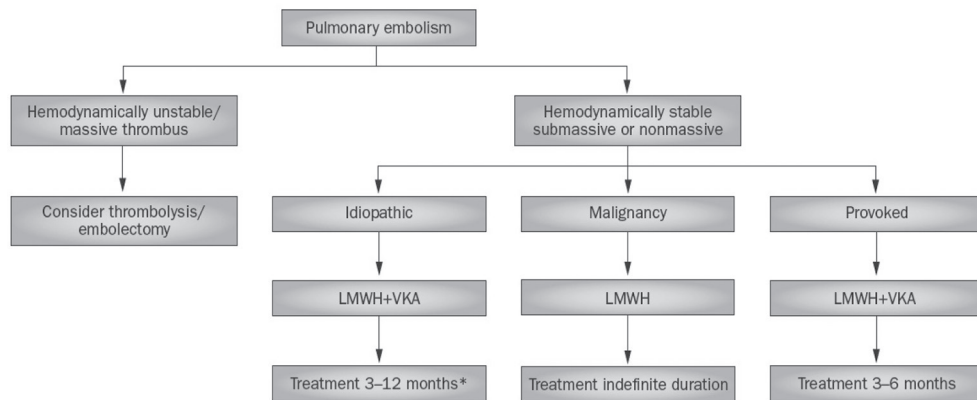 Pulmonary embolism
Hemodynamically unstable/
massive thrombus
Hemodynamically stable
submassive or nonmassive
Consider thrombolysis/
embolectomy
Idiopathic
Malignancy
Provoked
LMWH+VKA
LMWH
LMWH+VKA
Treatment 3–12 months*
Treatment indefinite duration
Treatment 3–6 months